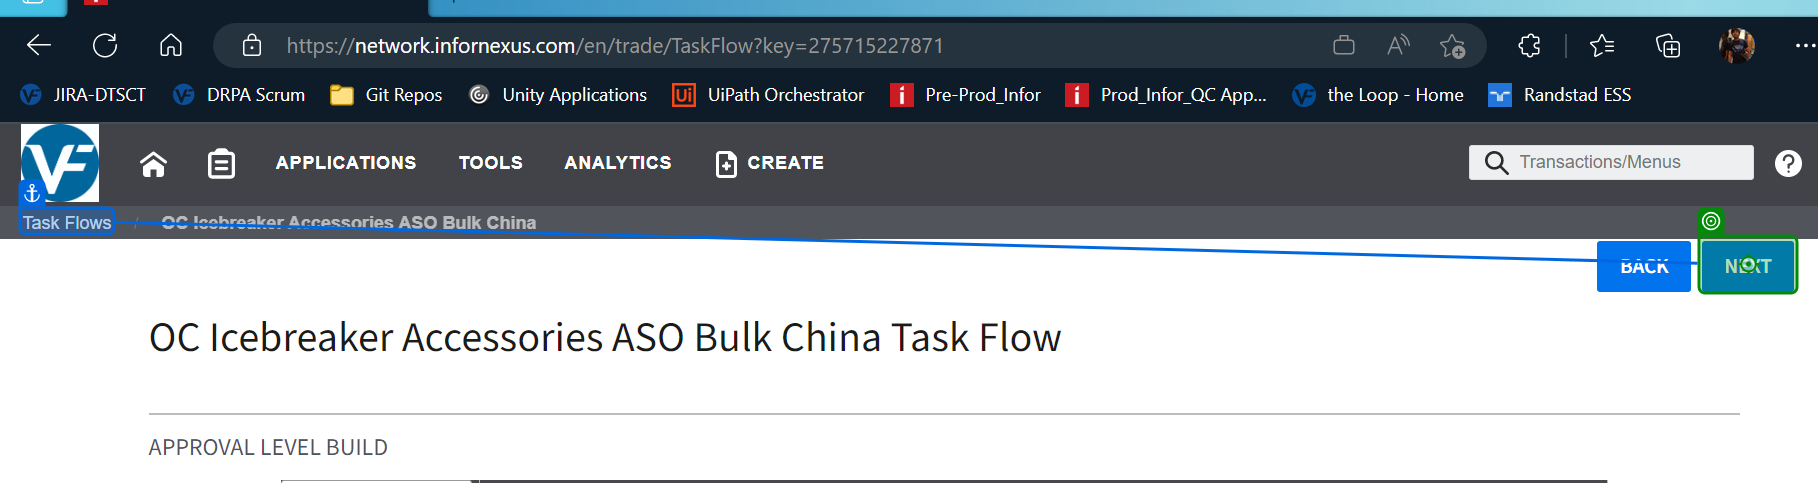 https://network.infornexus.com/en/trade/TaskFlow?key=275715227871
JIRA-DTSCT DRPA Scrum Git Repos Unity Applications Ui UiPath Orchestrator Pre-Prod_Infor Prod_Infor_QC App... the Loop - Home Randstad ESS
VF APPLICATIONS TOOLS ANALYTICS CREATE Transactions/Menus ?
Task Flows / OC Icebreaker Accessories ASO Bulk China
BACK NEXT
OC Icebreaker Accessories ASO Bulk China Task Flow
APPROVAL LEVEL BUILD